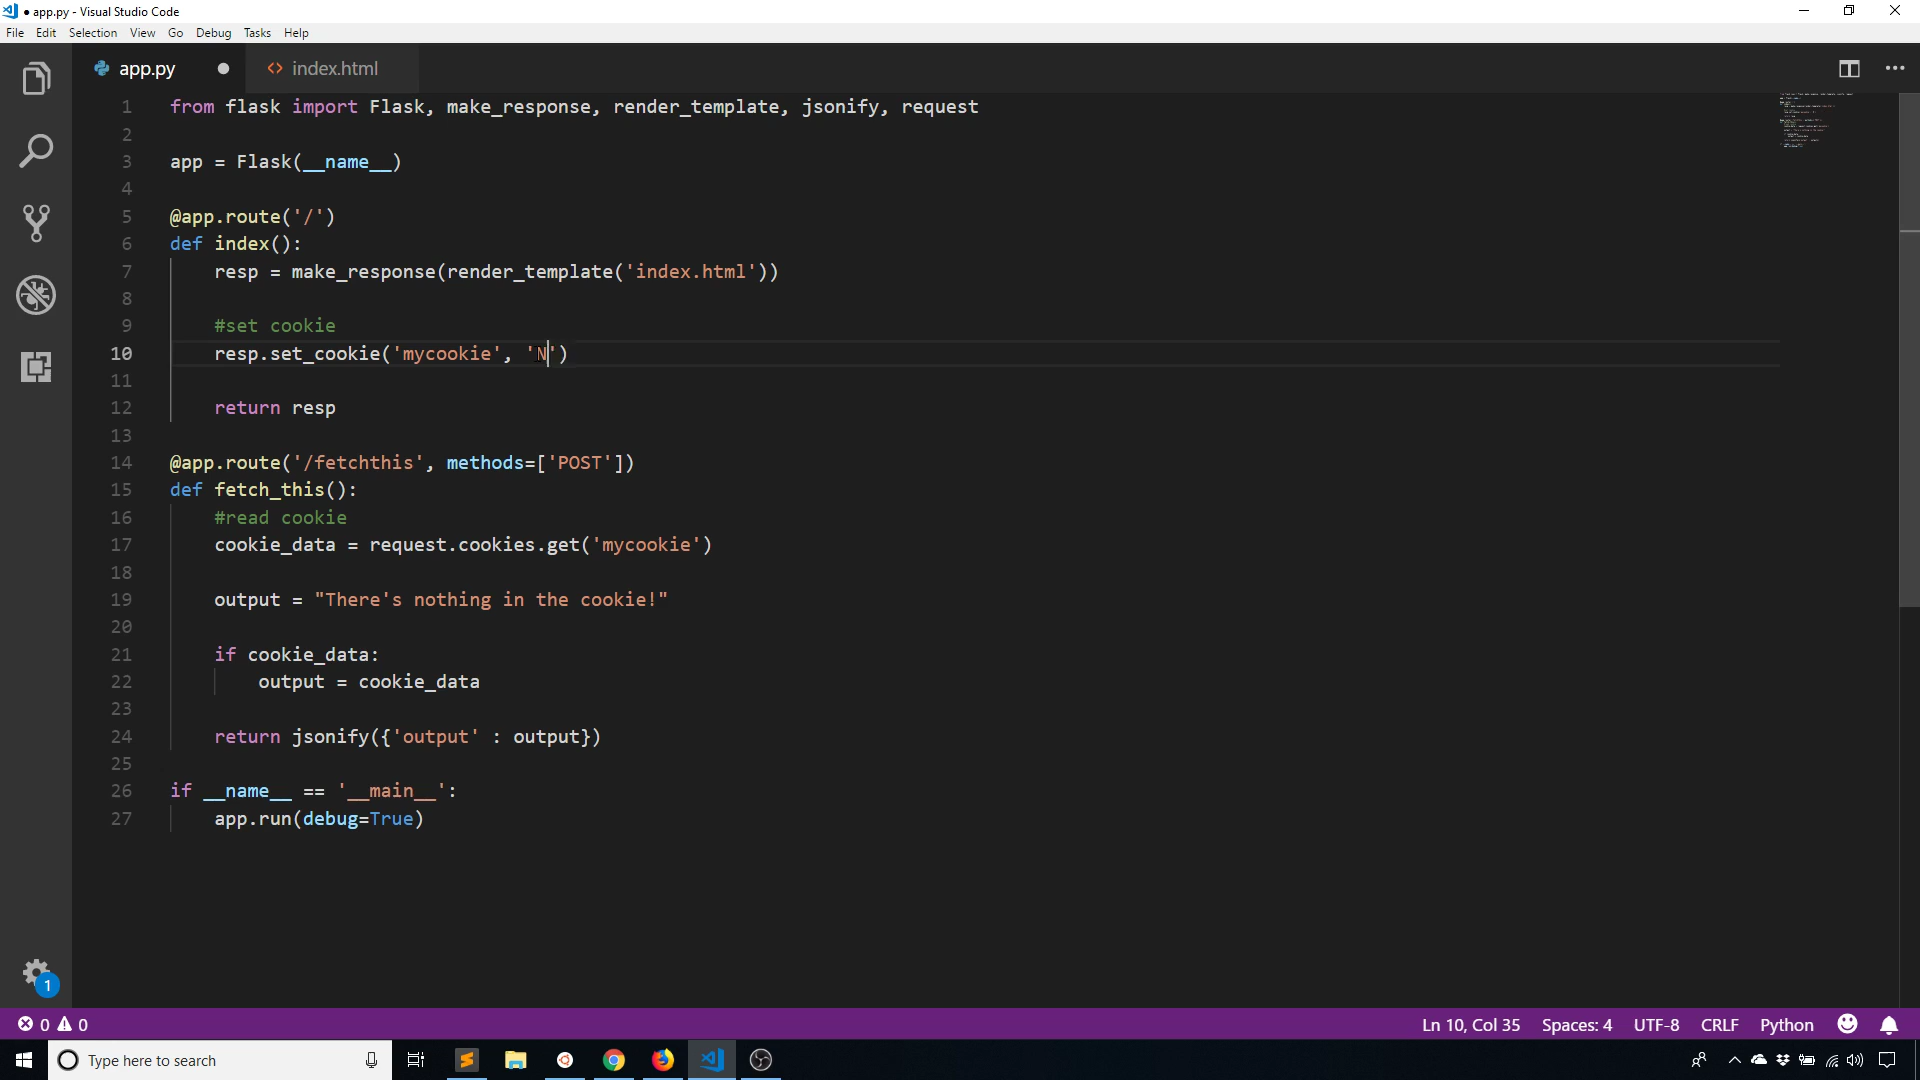 ● app.py - Visual Studio Code
File Edit Selection View Go Debug Tasks Help
app.py ● <> index.html
1 from flask import Flask, make_response, render_template, jsonify, request
2
3 app = Flask(__name__)
4
5 @app.route('/')
6 def index():
7 resp = make_response(render_template('index.html'))
8
9 #set cookie
10 resp.set_cookie('mycookie', 'N')
11
12 return resp
13
14 @app.route('/fetchthis', methods=['POST'])
15 def fetch_this():
16 #read cookie
17 cookie_data = request.cookies.get('mycookie')
18
19 output = "There's nothing in the cookie!"
20
21 if cookie_data:
22 output = cookie_data
23
24 return jsonify({'output' : output})
25
26 if __name__ == '__main__':
27 app.run(debug=True)
1
0 0 Ln 10, Col 35 Spaces: 4 UTF-8 CRLF Python
Type here to search